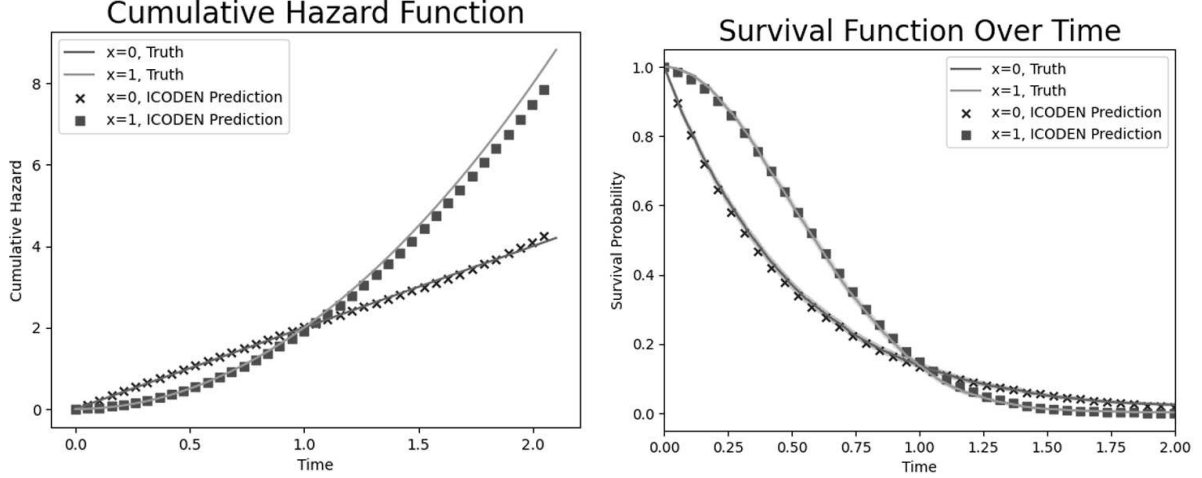 Cumulative Hazard Function
x=0, Truth
x=1, Truth
x=0, ICODEN Prediction
x=1, ICODEN Prediction
Cumulative Hazard
8
6
4
2
0
0.0 0.5 1.0 1.5 2.0
Time
Survival Function Over Time
x=0, Truth
x=1, Truth
x=0, ICODEN Prediction
x=1, ICODEN Prediction
Survival Probability
1.0
0.8
0.6
0.4
0.2
0.0
0.00 0.25 0.50 0.75 1.00 1.25 1.50 1.75 2.00
Time